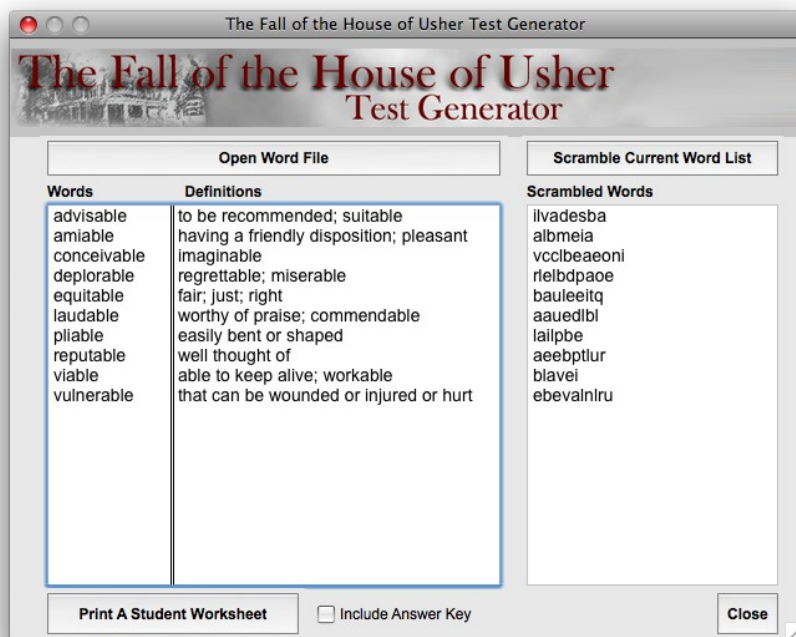 The Fall of the House of Usher Test Generator
The Fall of the House of Usher
Test Generator
Open Word File
Scramble Current Word List
Words Definitions Scrambled Words
advisable to be recommended; suitable ilvadesba
amiable having a friendly disposition; pleasant albmeia
conceivable imaginable vcclbeaeoni
deplorable regrettable; miserable rlelbdpaoe
equitable fair; just; right bauleeitq
laudable worthy of praise; commendable aauedlbl
pliable easily bent or shaped lailpbe
reputable well thought of aeebptlur
viable able to keep alive; workable blavei
vulnerable that can be wounded or injured or hurt ebevalnlru
Print A Student Worksheet
Include Answer Key
Close